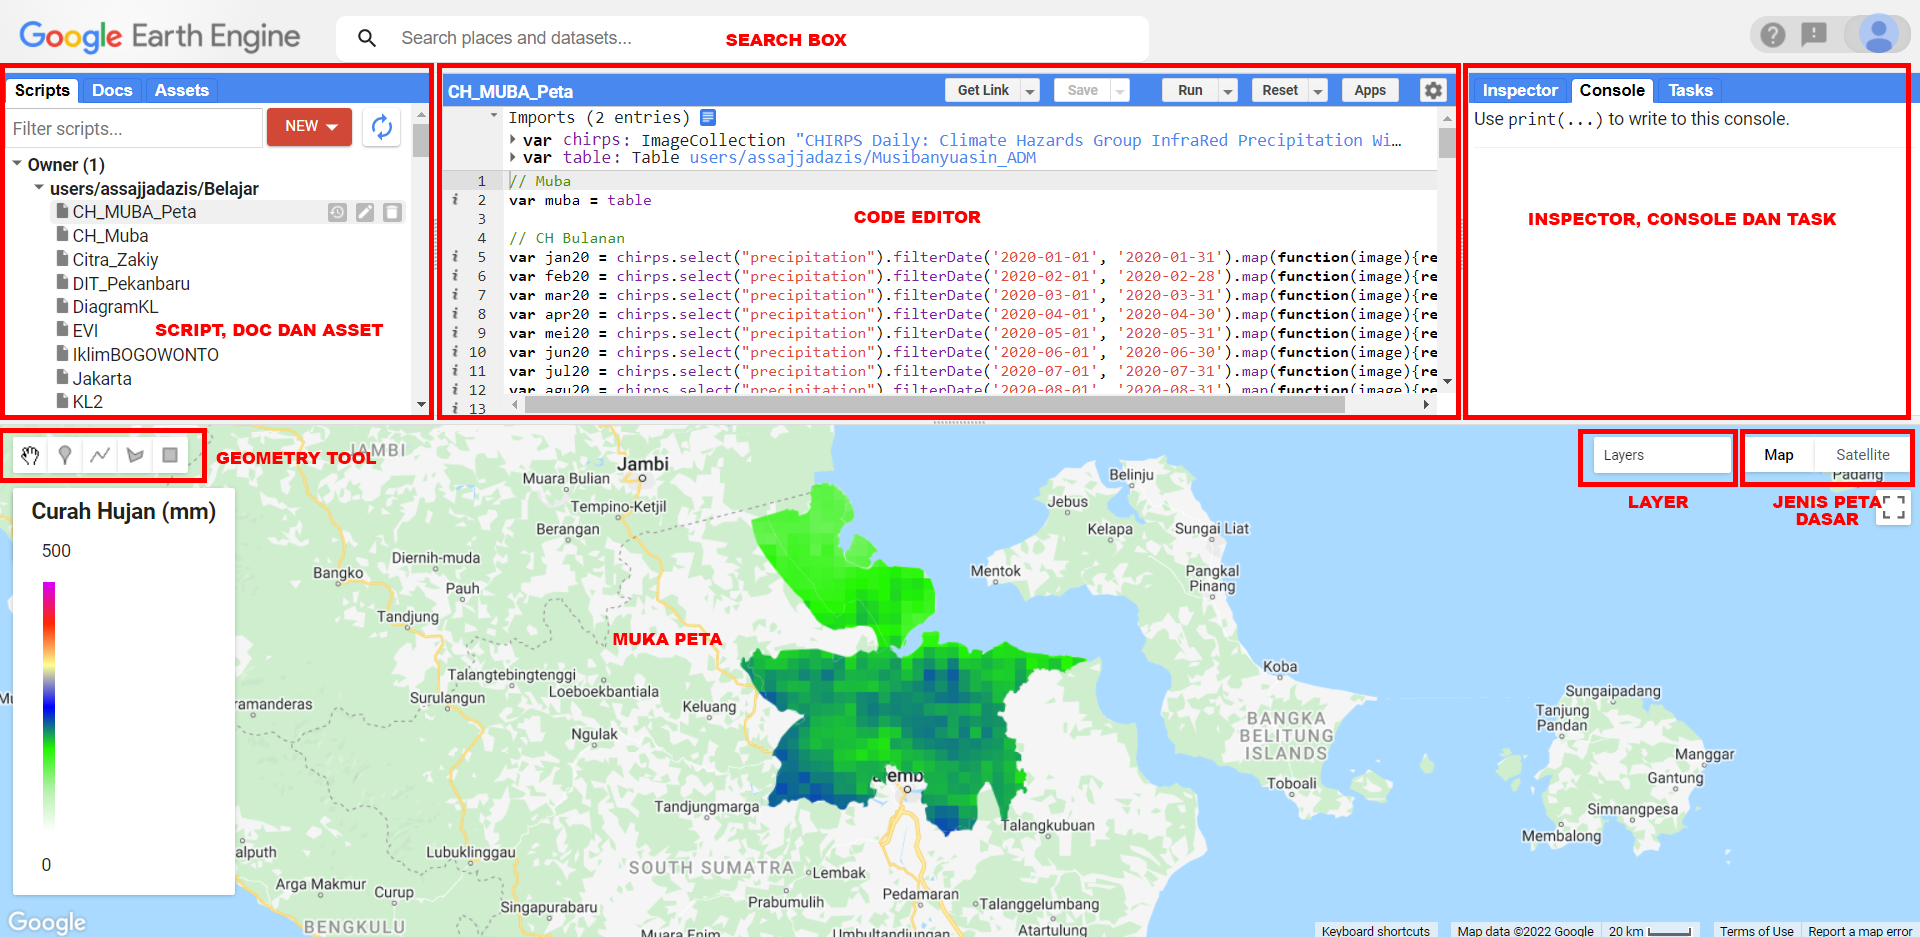 Google Earth Engine
Search places and datasets...
SEARCH BOX
Scripts Docs Assets
Filter scripts...
NEW
Owner (1)
users/assajjadazis/Belajar
CH_MUBA_Peta
CH_Muba
Citra_Zakiy
DIT_Pekanbaru
DiagramKL
EVI
IklimBOGOWONTO
Jakarta
KL2
SCRIPT, DOC DAN ASSET
CH_MUBA_Peta
Get Link Save Run Reset Apps
Imports (2 entries)
var chirps: ImageCollection "CHIRPS Daily: Climate Hazards Group InfraRed Precipitation Wi…
var table: Table users/assajjadazis/Musibanyuasin_ADM
1 // Muba
2 var muba = table
3
CODE EDITOR
4 // CH Bulanan
5 var jan20 = chirps.select("precipitation").filterDate('2020-01-01', '2020-01-31').map(function(image){re
6 var feb20 = chirps.select("precipitation").filterDate('2020-02-01', '2020-02-28').map(function(image){re
7 var mar20 = chirps.select("precipitation").filterDate('2020-03-01', '2020-03-31').map(function(image){re
8 var apr20 = chirps.select("precipitation").filterDate('2020-04-01', '2020-04-30').map(function(image){re
9 var mei20 = chirps.select("precipitation").filterDate('2020-05-01', '2020-05-31').map(function(image){re
10 var jun20 = chirps.select("precipitation").filterDate('2020-06-01', '2020-06-30').map(function(image){re
11 var jul20 = chirps.select("precipitation").filterDate('2020-07-01', '2020-07-31').map(function(image){re
12 var agu20 = chirps.select("precipitation").filterDate('2020-08-01', '2020-08-31').map(function(image){re
13
Inspector Console Tasks
Use print(...) to write to this console.
INSPECTOR, CONSOLE DAN TASK
GEOMETRY TOOL
Layers
LAYER
Map Satellite
JENIS PETA
DASAR
Curah Hujan (mm)
500
0
MUKA PETA
JAMBI
Jambi
Muara Bulian
Tempino-Ketjil
Berangan
Diernih-muda
Bangko
Pauh
Tandjung
Talangtebingtenggi
Loeboekbantiala
Surulangun
Keluang
ramanderas
Ngulak
Tandjungmarga
alputh
Lubuklinggau
SOUTH SUMATRA
Lembak
Arga Makmur
Curup
Prabumulih
Pedamaran
Singapurabaru
Talanglumbang
BENGKULU
Muara Enim
Umbultandjungan
Atartulung
Talangkubuan
alemb
Belinju
Jebus
Kelapa
Sungai Liat
Mentok
Pangkal
Pinang
Koba
BANGKA
BELITUNG
ISLANDS
Toboali
Padang
Sungaipadang
Tanjung
Pandan
Manggar
Gantung
Simnangpesa
Membalong
Google
Keyboard shortcuts
Map data ©2022 Google
20 km
Terms of Use
Report a map error